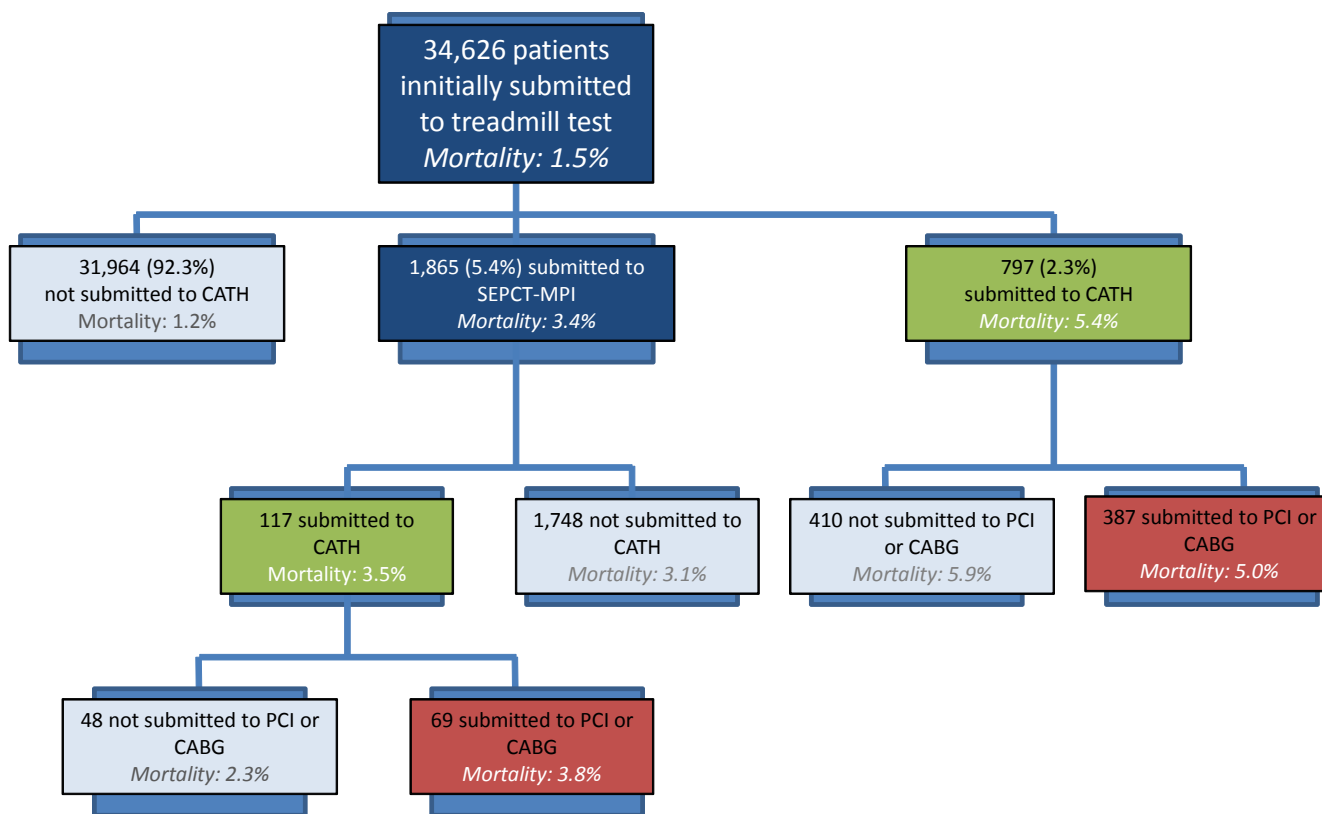 34,626 patients
innitially submitted
to treadmill test
Mortality: 1.5%
31,964 (92.3%)
not submitted to CATH
Mortality: 1.2%
1,865 (5.4%) submitted to
SEPCT-MPI
Mortality: 3.4%
797 (2.3%)
submitted to CATH
Mortality: 5.4%
117 submitted to
CATH
Mortality: 3.5%
1,748 not submitted to
CATH
Mortality: 3.1%
410 not submitted to PCI
or CABG
Mortality: 5.9%
387 submitted to PCI or
CABG
Mortality: 5.0%
48 not submitted to PCI or
CABG
Mortality: 2.3%
69 submitted to PCI or
CABG
Mortality: 3.8%